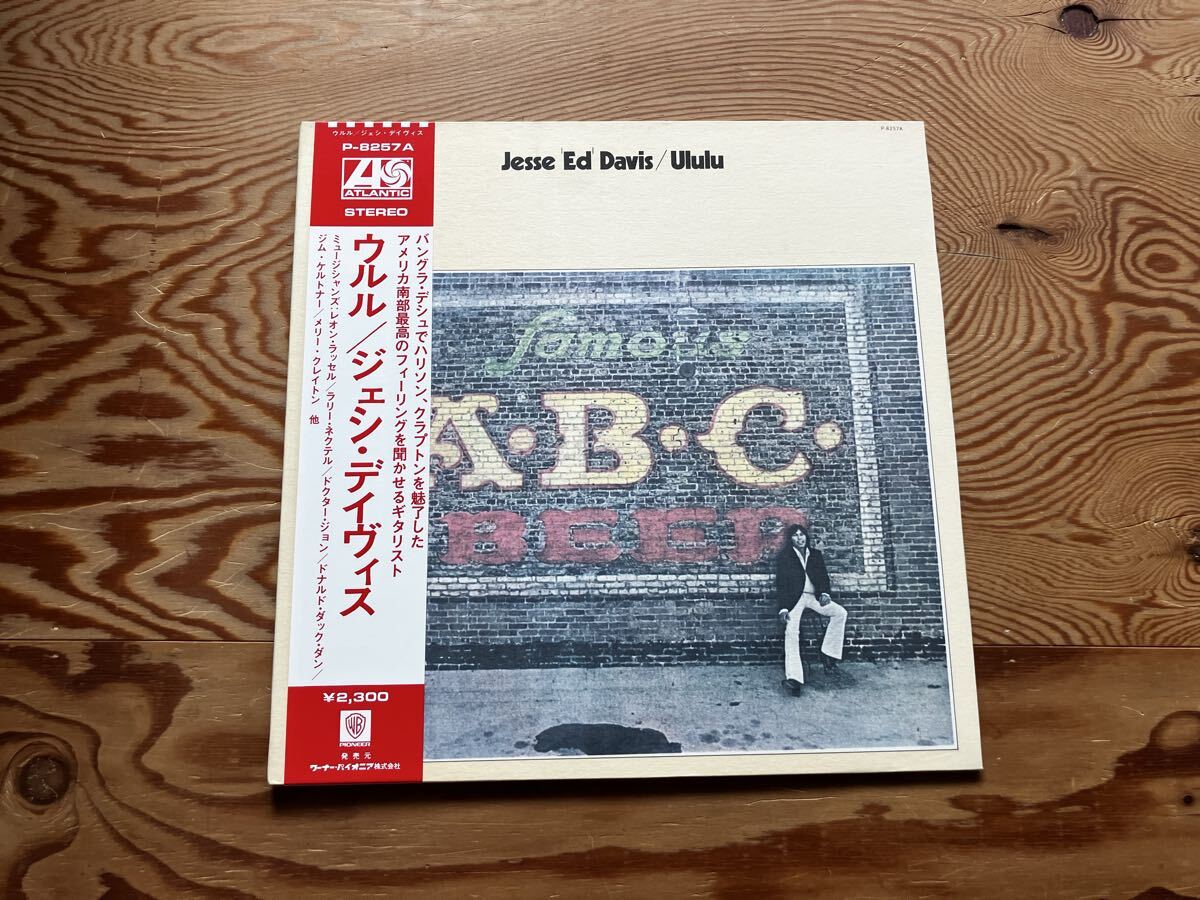 ウルル/ジェシ・デイヴィス
P-8257A
ATLANTIC
STEREO
バングラ・デシュでハリソン、クラプトンを魅了した
アメリカ南部最高のフィーリングを聞かせるギタリスト
ウルル/ジェシ・デイヴィス
ミュージシャンズ:レオン・ラッセル/ラリー・ネクテル/ドクター・ジョン/ドナルド・ダック・ダン/
ジム・ケルトナー/メリー・クレイトン 他
¥2,300
WB
PIONEER
発売元
ワーナー・パイオニア株式会社
P-8257A
Jesse 'Ed' Davis/Ululu
famous
A·B·C·
BEER